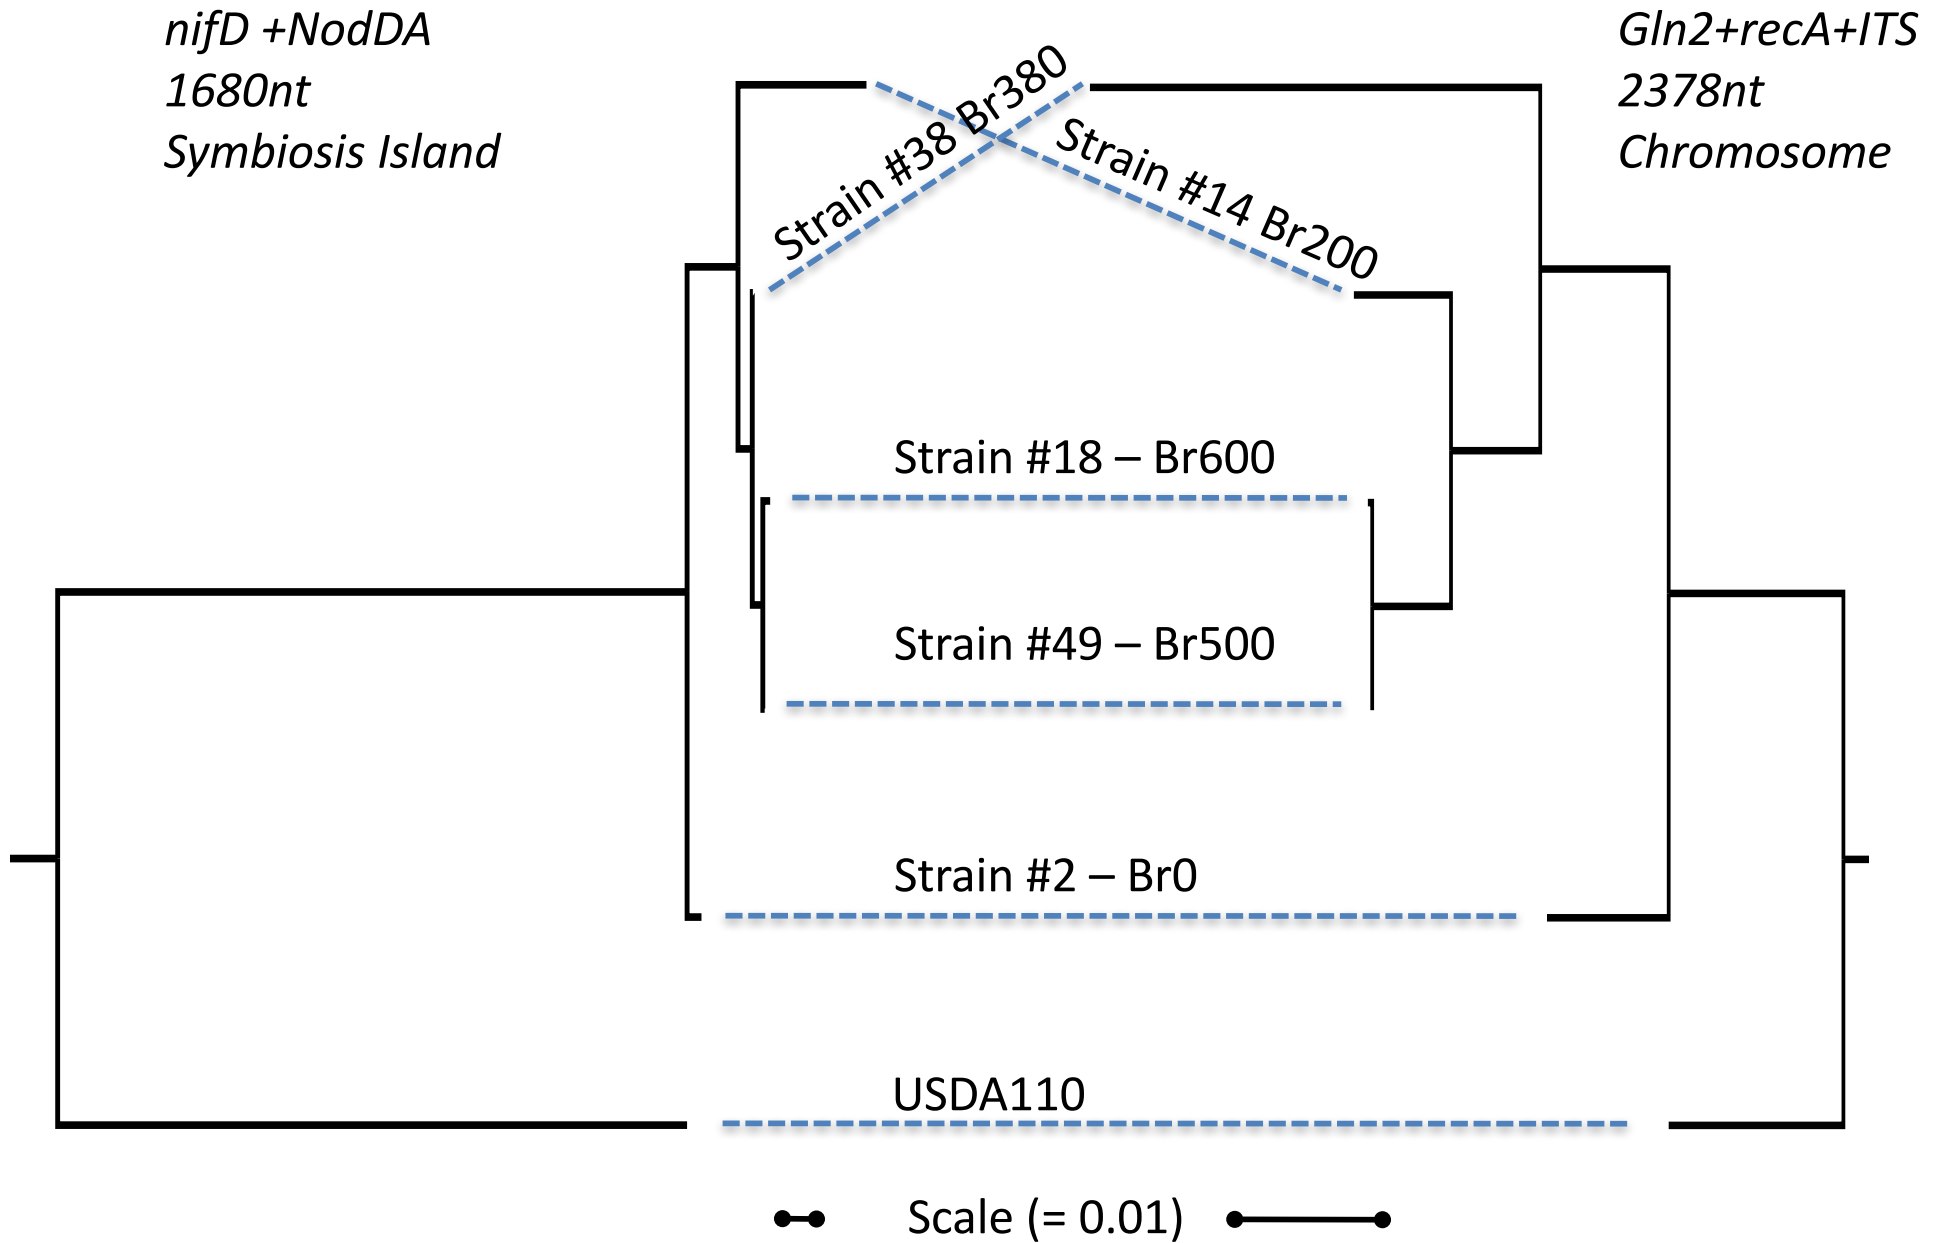 nifD +NodDA
1680nt
Symbiosis Island
Gln2+recA+ITS
2378nt
Chromosome
Strain #38 Br380
Strain #14 Br200
Strain #18 – Br600
Strain #49 – Br500
Strain #2 – Br0
USDA110
Scale (= 0.01)